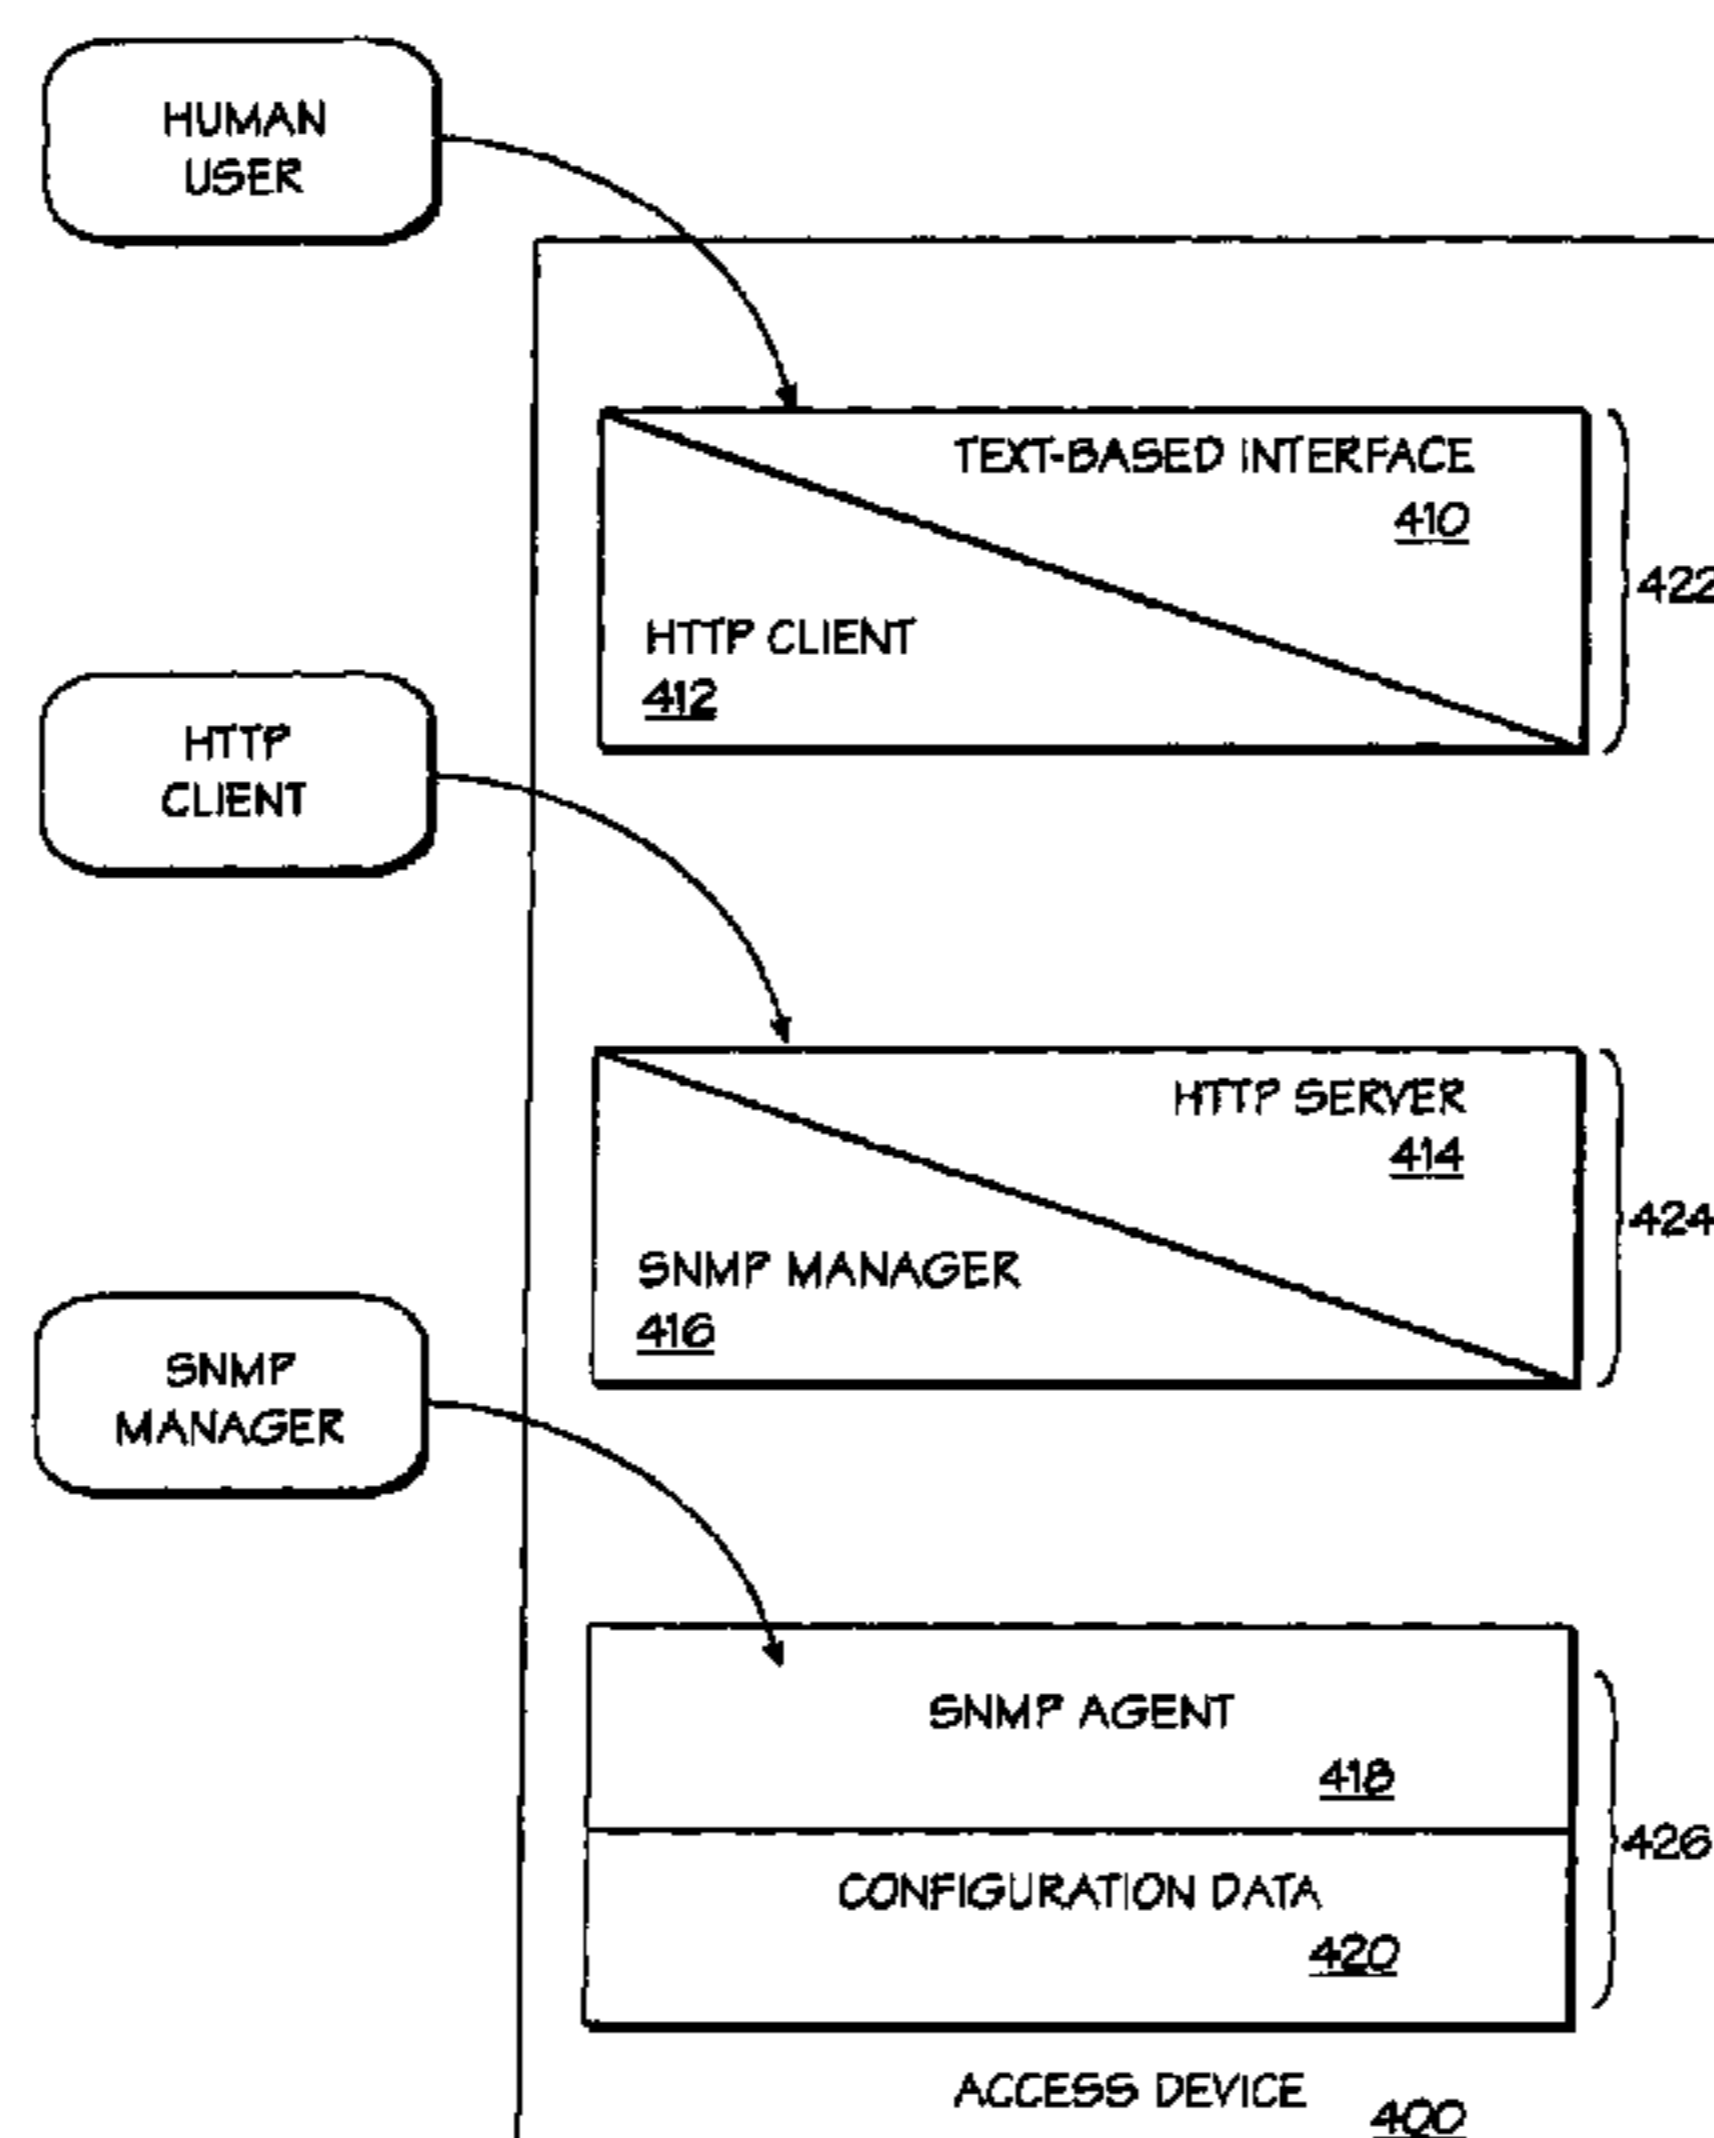 HUMAN
USER
TEXT-BASED INTERFACE
410
422
HTTP CLIENT
412
HTTP
CLIENT
HTTP SERVER
414
424
SNMP MANAGER
416
SNMP
MANAGER
SNMP AGENT
418
426
CONFIGURATION DATA
420
ACCESS DEVICE
400